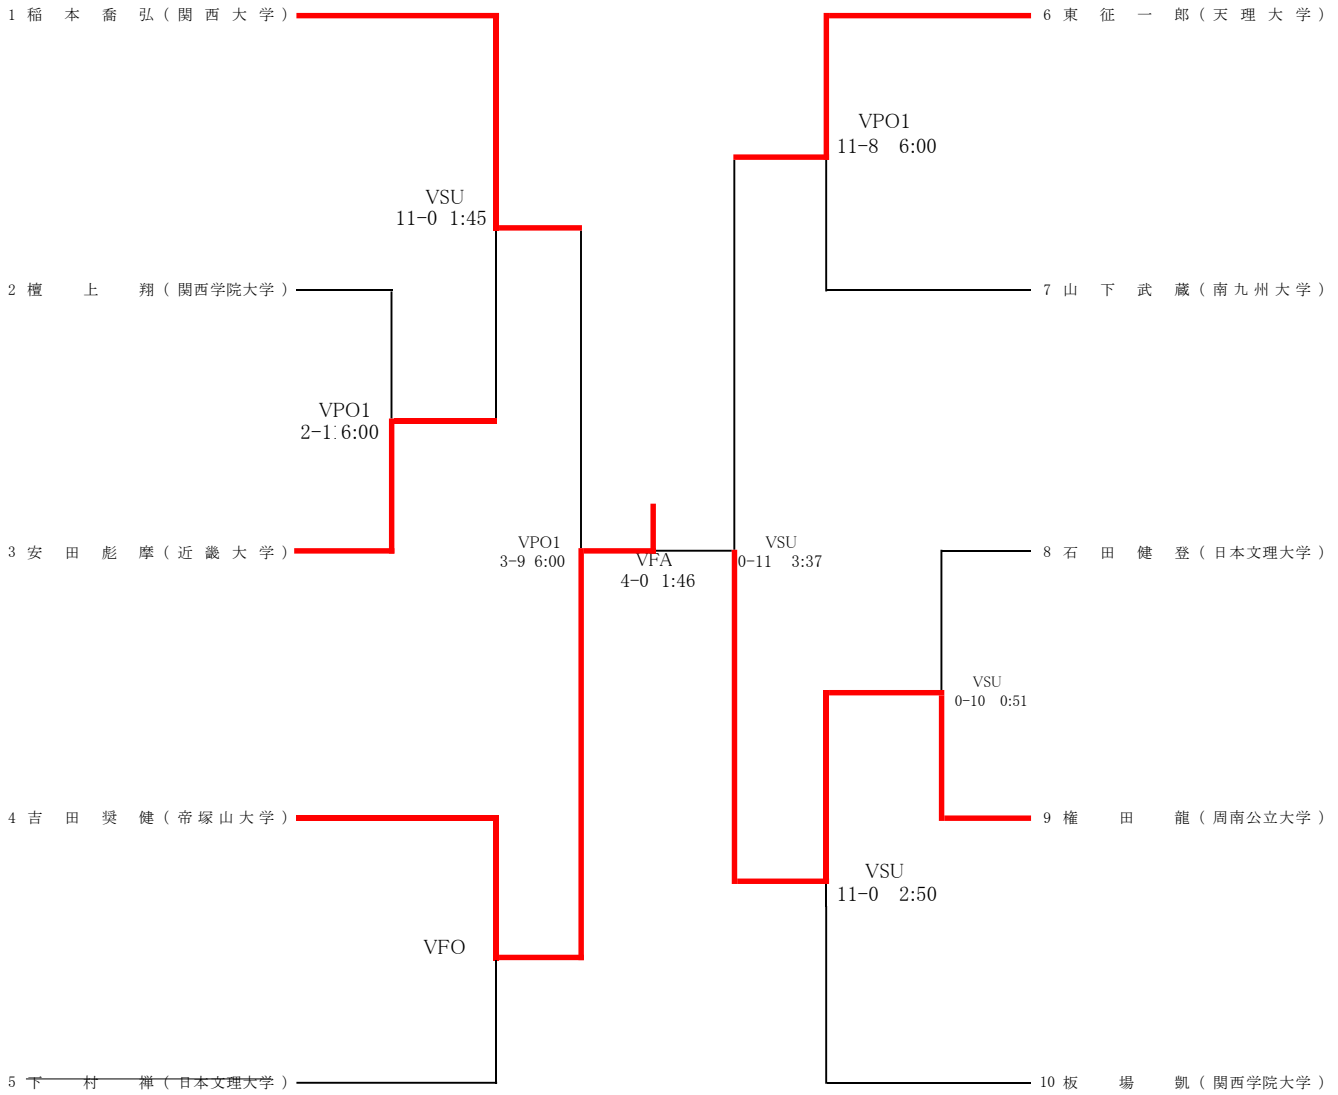 1 稲本喬弘（関西大学）
6 東征一郎（天理大学）
VPO1
11-8 6:00
VSU
11-0 1:45
2 檀上翔（関西学院大学）
7 山下武蔵（南九州大学）
VPO1
2-1 6:00
3 安田彪摩（近畿大学）
VPO1
3-9 6:00
VFA
4-0 1:46
VSU
0-11 3:37
8 石田健登（日本文理大学）
VSU
0-10 0:51
4 吉田奨健（帝塚山大学）
9 権田龍（周南公立大学）
VSU
11-0 2:50
VFO
5 下村禅（日本文理大学）
10 板場凱（関西学院大学）